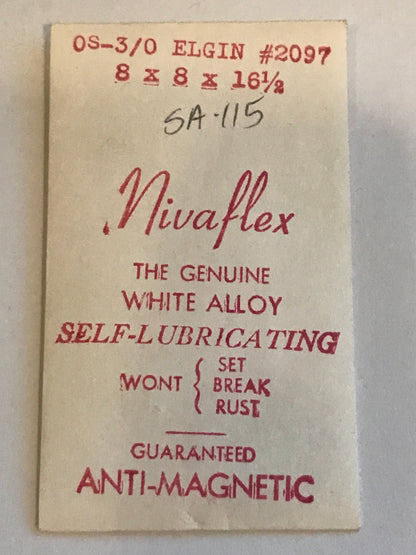 OS-3/0 ELGIN #2097
8 x 8 x 16½
SA-115
Nivaflex
THE GENUINE
WHITE ALLOY
SELF-LUBRICATING
WONT { SET
BREAK
RUST
GUARANTEED
ANTI-MAGNETIC